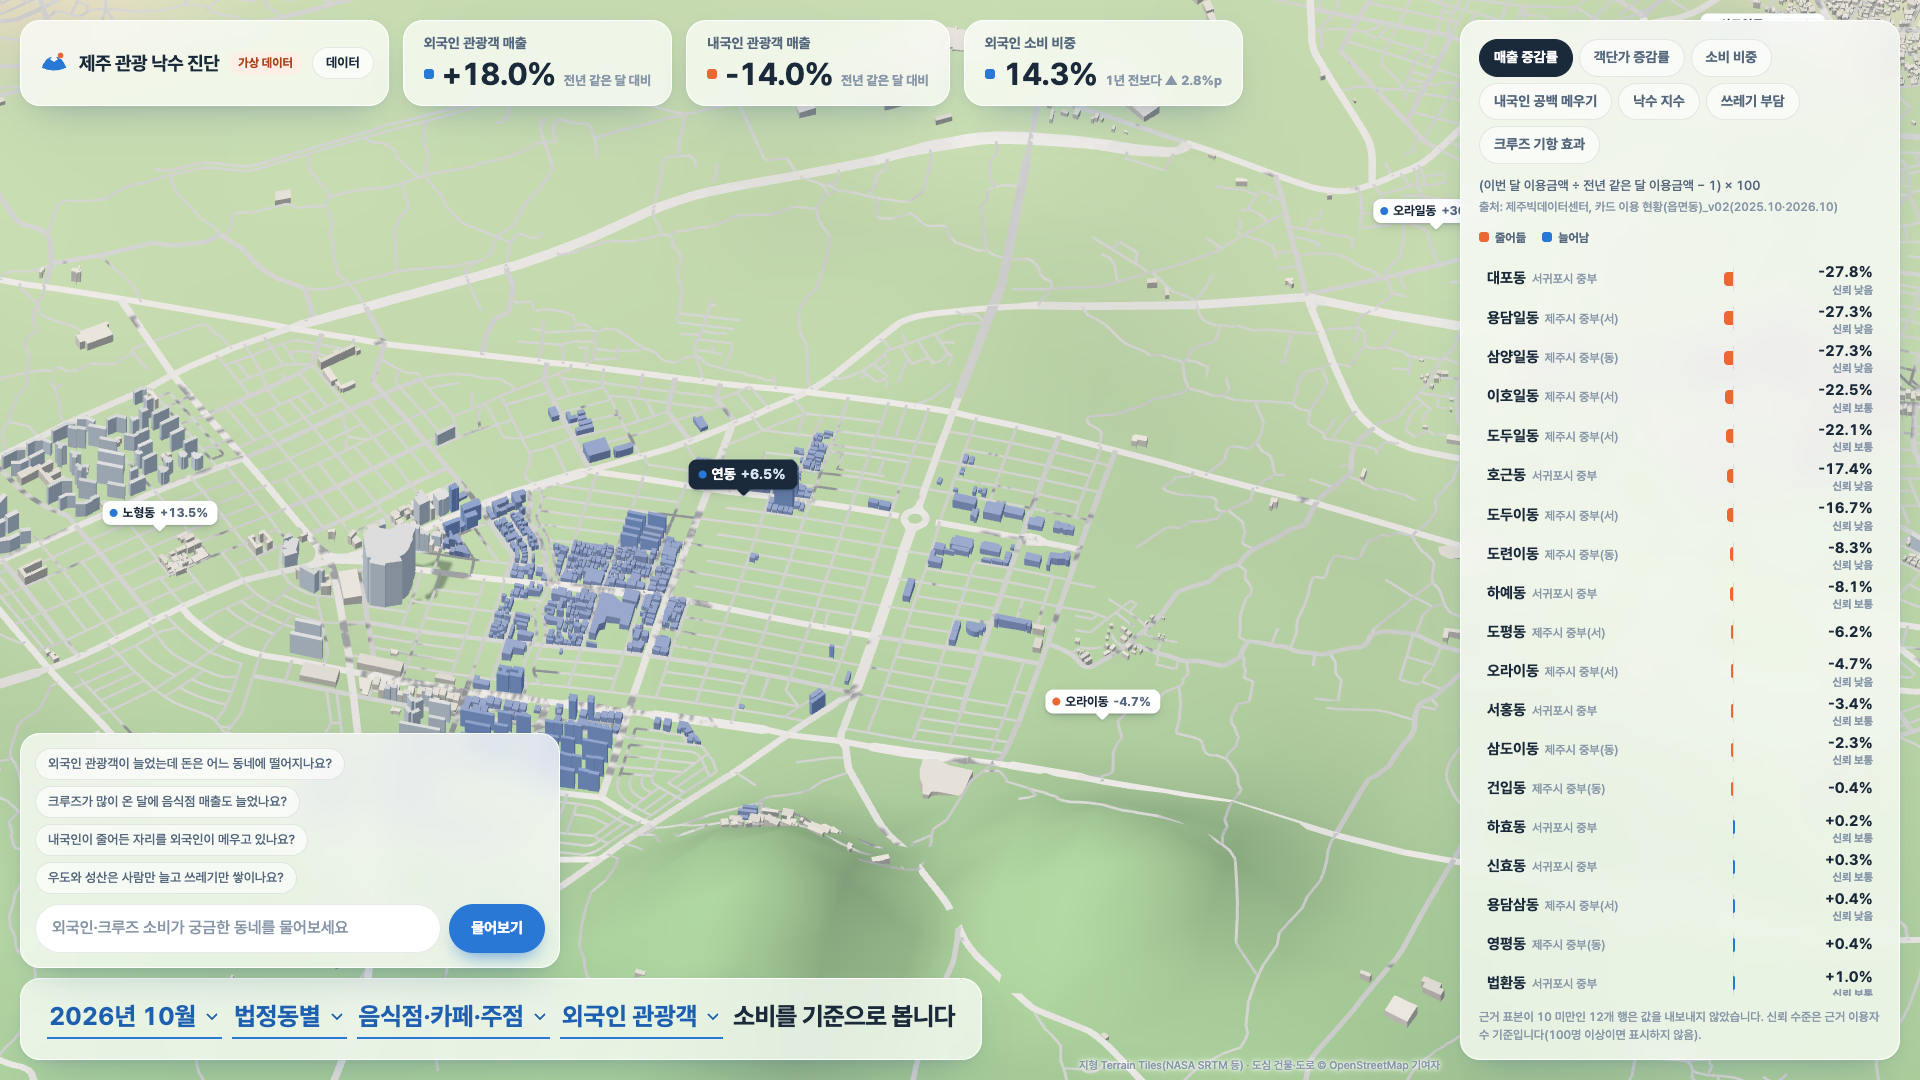 제주 관광 낙수 진단
가상 데이터
데이터
외국인 관광객 매출
+18.0% 전년 같은 달 대비
내국인 관광객 매출
-14.0% 전년 같은 달 대비
외국인 소비 비중
14.3% 1년 전보다 ▲ 2.8%p
오라일동
노형동 +13.5%
연동 +6.5%
오라이동 -4.7%
외국인 관광객이 늘었는데 돈은 어느 동네에 떨어지나요?
크루즈가 많이 온 달에 음식점 매출도 늘었나요?
내국인이 줄어든 자리를 외국인이 메우고 있나요?
우도와 성산은 사람만 늘고 쓰레기만 쌓이나요?
외국인·크루즈 소비가 궁금한 동네를 물어보세요
물어보기
2026년 10월 법정동별 음식점·카페·주점 외국인 관광객 소비를 기준으로 봅니다
지형 Terrain Tiles(NASA SRTM 등) · 도심 건물·도로 © OpenStreetMap 기여자
매출 증감률 객단가 증감률 소비 비중
내국인 공백 메우기 낙수 지수 쓰레기 부담
크루즈 기항 효과
(이번 달 이용금액 ÷ 전년 같은 달 이용금액 − 1) × 100
출처: 제주빅데이터센터, 카드 이용 현황(읍면동)_v02(2025.10·2026.10)
줄어듦 늘어남
대포동 서귀포시 중부 -27.8%
신뢰 낮음
용담일동 제주시 중부(서) -27.3%
신뢰 낮음
삼양일동 제주시 중부(동) -27.3%
신뢰 낮음
이호일동 제주시 중부(서) -22.5%
신뢰 보통
도두일동 제주시 중부(서) -22.1%
신뢰 보통
호근동 서귀포시 중부 -17.4%
신뢰 낮음
도두이동 제주시 중부(서) -16.7%
신뢰 낮음
도련이동 제주시 중부(동) -8.3%
신뢰 낮음
하예동 서귀포시 중부 -8.1%
신뢰 보통
도평동 제주시 중부(서) -6.2%
오라이동 제주시 중부(서) -4.7%
신뢰 낮음
서홍동 서귀포시 중부 -3.4%
신뢰 보통
삼도이동 제주시 중부(동) -2.3%
신뢰 보통
건입동 제주시 중부(동) -0.4%
하효동 서귀포시 중부 +0.2%
신뢰 보통
신효동 서귀포시 중부 +0.3%
신뢰 보통
용담삼동 제주시 중부(서) +0.4%
신뢰 낮음
영평동 제주시 중부(동) +0.4%
법환동 서귀포시 중부 +1.0%
신뢰 보통
근거 표본이 10 미만인 12개 행은 값을 내보내지 않았습니다. 신뢰 수준은 근거 이용자
수 기준입니다(100명 이상이면 표시하지 않음).